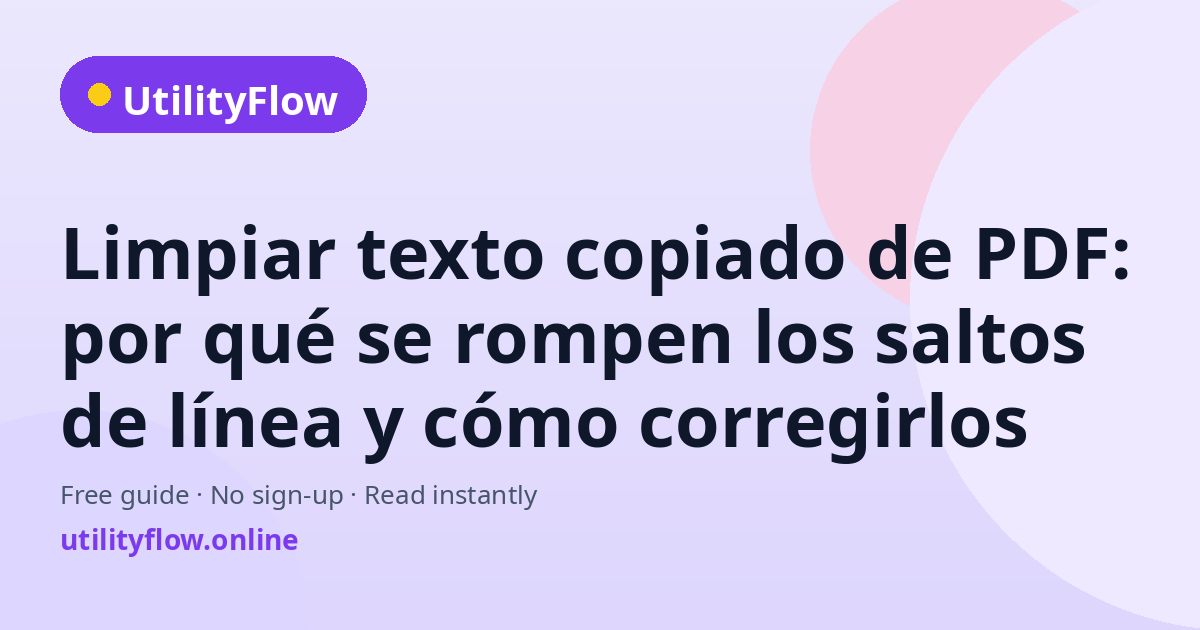 UtilityFlow
Limpiar texto copiado de PDF:
por qué se rompen los saltos
de línea y cómo corregirlos
Free guide · No sign-up · Read instantly
utilityflow.online